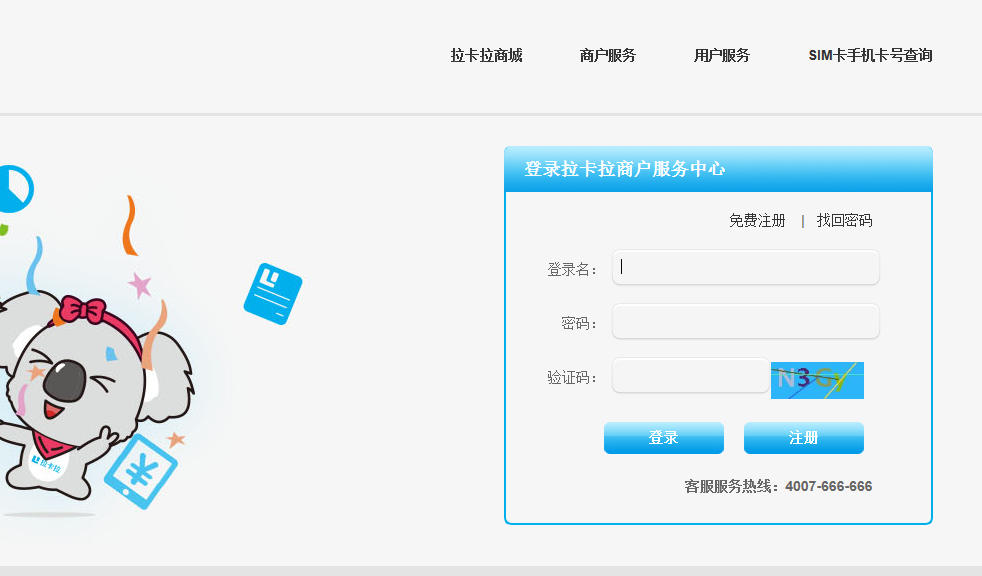 拉卡拉商城 商户服务 用户服务 SIM卡手机卡号查询
登录拉卡拉商户服务中心
免费注册 | 找回密码
登录名：
密码：
验证码： N3Gy
登录 注册
客服服务热线：4007-666-666
拉卡拉